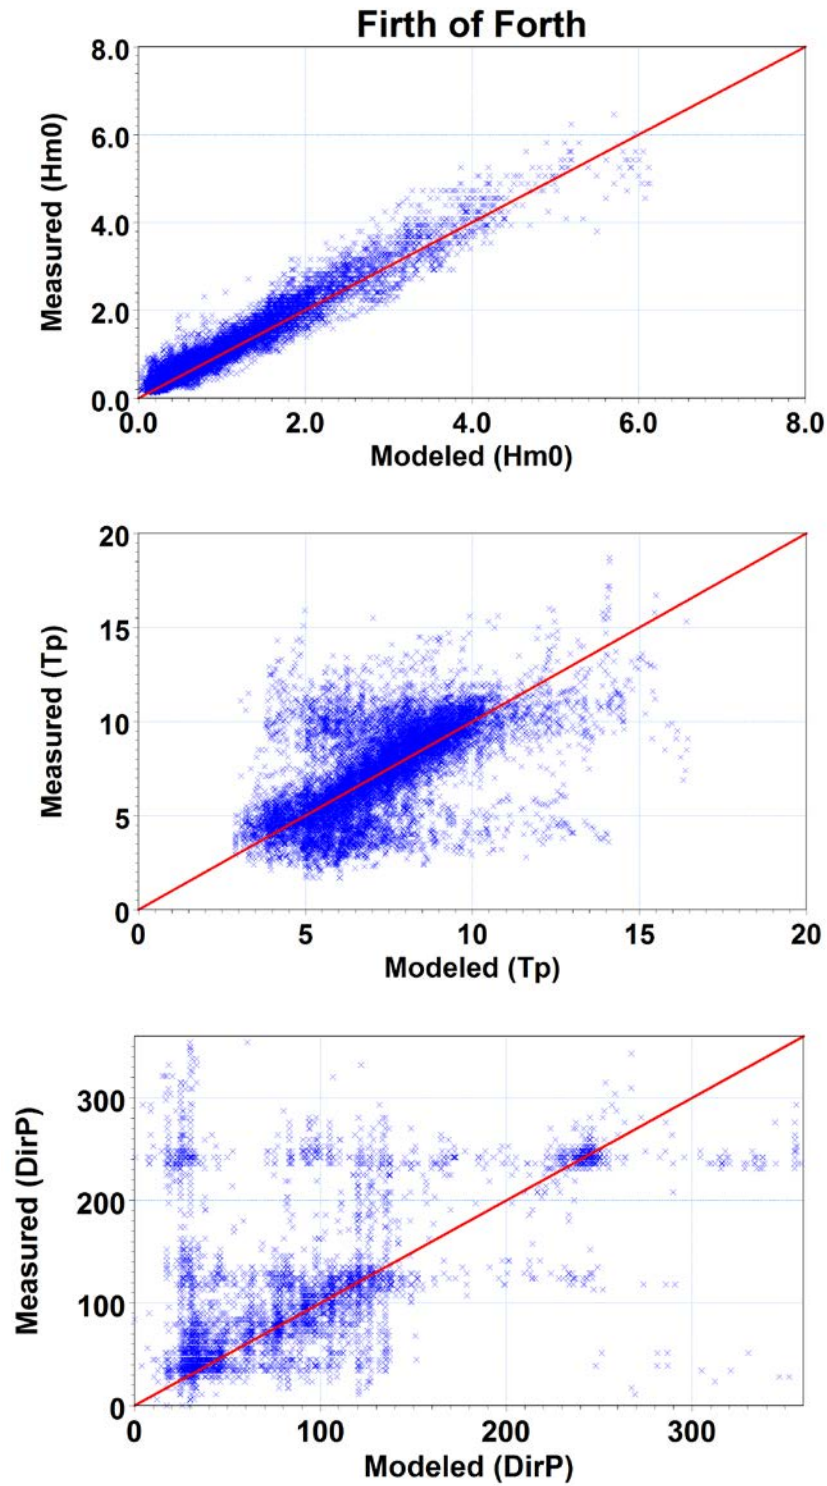 Firth of Forth
8.0
6.0
4.0
2.0
0.0
Measured (Hm0)
0.0 2.0 4.0 6.0 8.0
Modeled (Hm0)
20
15
10
5
0
Measured (Tp)
0 5 10 15 20
Modeled (Tp)
300
200
100
0
Measured (DirP)
0 100 200 300
Modeled (DirP)